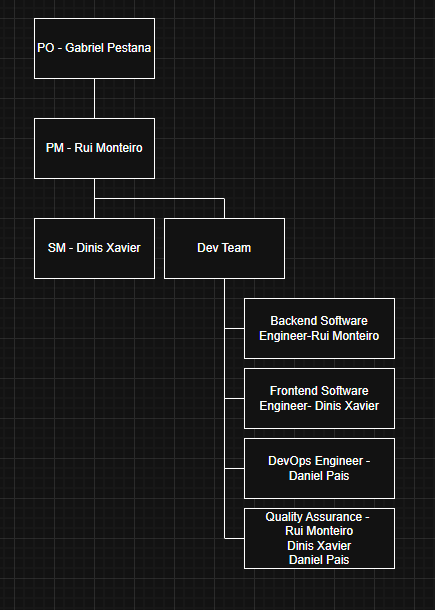 PO - Gabriel Pestana
PM - Rui Monteiro
SM - Dinis Xavier
Dev Team
Backend Software
Engineer-Rui Monteiro
Frontend Software
Engineer- Dinis Xavier
DevOps Engineer -
Daniel Pais
Quality Assurance -
Rui Monteiro
Dinis Xavier
Daniel Pais